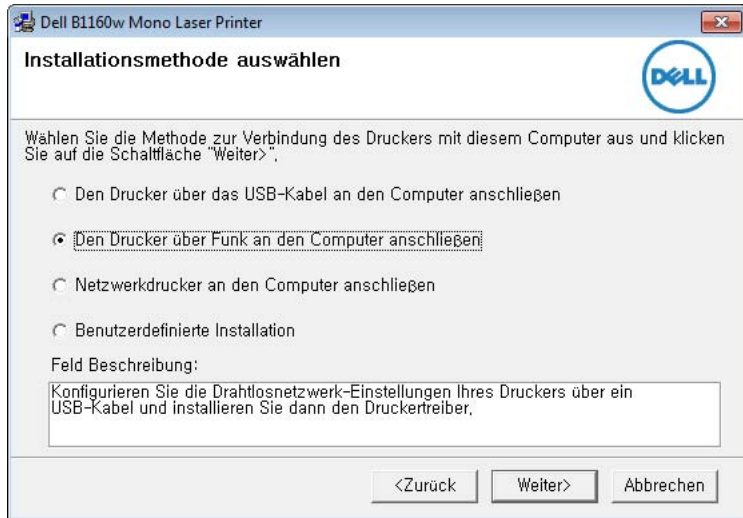 Dell B1160w Mono Laser Printer
Installationsmethode auswählen
DELL
Wählen Sie die Methode zur Verbindung des Druckers mit diesem Computer aus und klicken
Sie auf die Schaltfläche "Weiter>",
Den Drucker über das USB-Kabel an den Computer anschließen
Den Drucker über Funk an den Computer anschließen
Netzwerkdrucker an den Computer anschließen
Benutzerdefinierte Installation
Feld Beschreibung:
Konfigurieren Sie die Drahtlosnetzwerk-Einstellungen Ihres Druckers über ein
USB-Kabel und installieren Sie dann den Druckertreiber,
<Zurück Weiter> Abbrechen